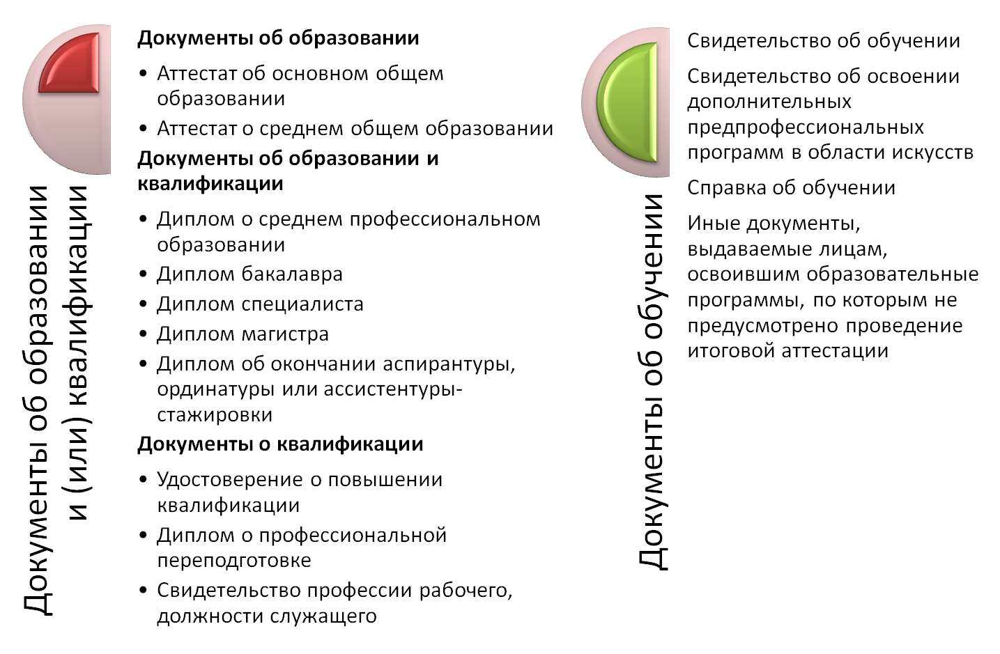 Документы об образовании
и (или) квалификации
Документы об образовании
• Аттестат об основном общем
образовании
• Аттестат о среднем общем образовании
Документы об образовании и
квалификации
• Диплом о среднем профессиональном
образовании
• Диплом бакалавра
• Диплом специалиста
• Диплом магистра
• Диплом об окончании аспирантуры,
ординатуры или ассистентуры-
стажировки
Документы о квалификации
• Удостоверение о повышении
квалификации
• Диплом о профессиональной
переподготовке
• Свидетельство профессии рабочего,
должности служащего
Документы об обучении
Свидетельство об обучении
Свидетельство об освоении
дополнительных
предпрофессиональных
программ в области искусств
Справка об обучении
Иные документы,
выдаваемые лицам,
освоившим образовательные
программы, по которым не
предусмотрено проведение
итоговой аттестации